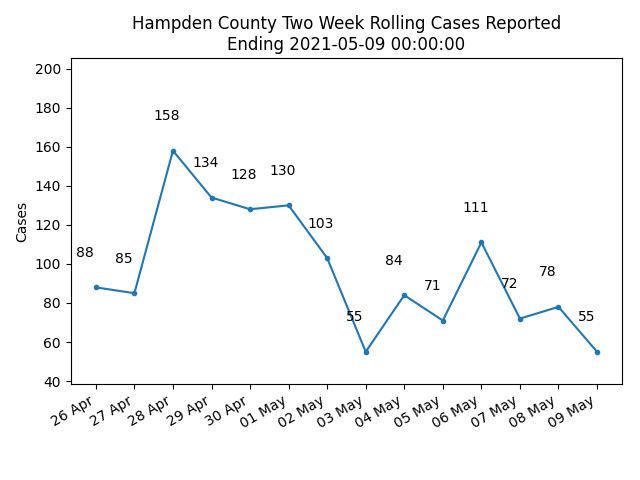 Hampden County Two Week Rolling Cases Reported
Ending 2021-05-09 00:00:00
200
180
160
140
120
100
80
60
40
Cases
88
85
158
134
128
130
103
55
84
71
111
72
78
55
26 Apr
27 Apr
28 Apr
29 Apr
30 Apr
01 May
02 May
03 May
04 May
05 May
06 May
07 May
08 May
09 May